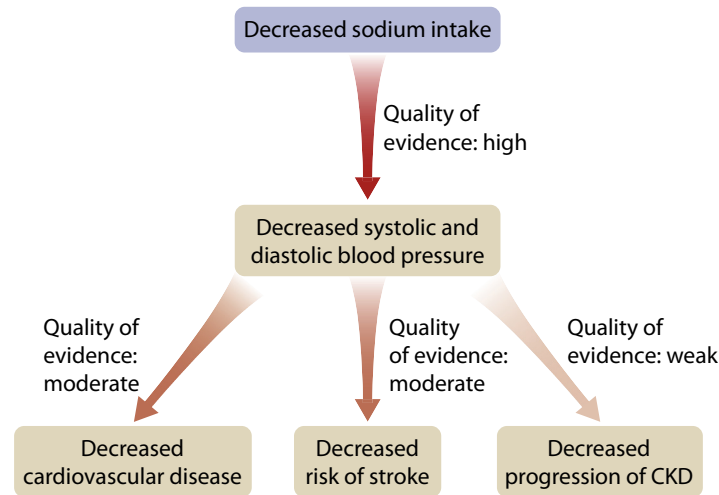 Decreased sodium intake
Quality of
evidence: high
Decreased systolic and
diastolic blood pressure
Quality of
evidence:
moderate
Quality
of evidence:
moderate
Quality of
evidence: weak
Decreased
cardiovascular disease
Decreased
risk of stroke
Decreased
progression of CKD